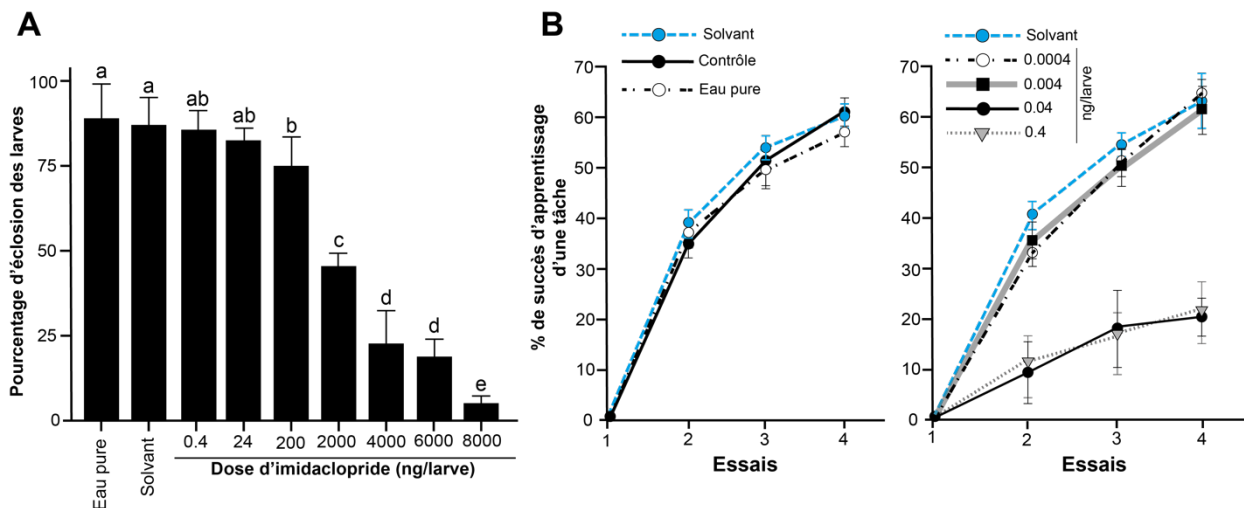 A
Pourcentage d'éclosion des larves
100
75
50
25
0
a
a
ab
ab
b
c
d
d
e
Eau pure
Solvant
0.4
24
200
2000
4000
6000
8000
Dose d'imidaclopride (ng/larve)
B
Solvant
Contrôle
Eau pure
% de succès d'apprentissage
d'une tâche
70
60
50
40
30
20
10
0
1
2
3
4
Essais
Solvant
0.0004
0.004
0.04
0.4
ng/larve
70
60
50
40
30
20
10
0
1
2
3
4
Essais